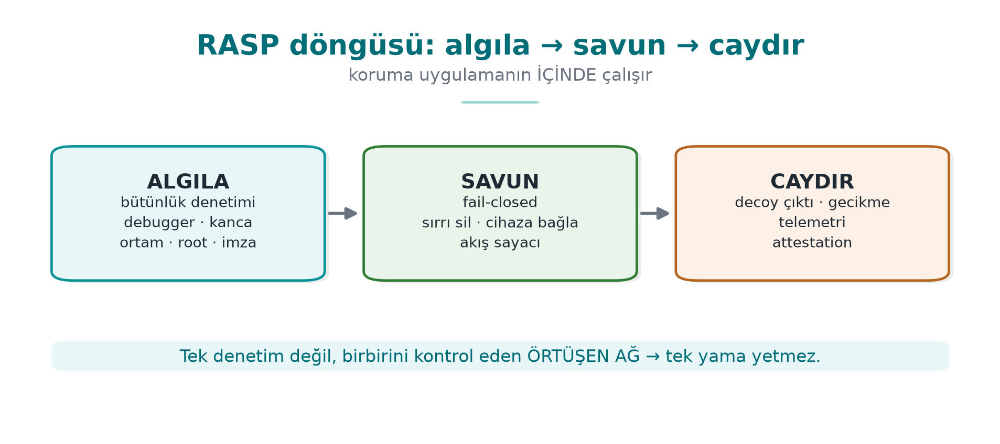 RASP döngüsü: algıla → savun → caydır
koruma uygulamanın İÇİNDE çalışır
ALGILA
bütünlük denetimi
debugger · kanca
ortam · root · imza
SAVUN
fail-closed
sırrı sil · cihaza bağla
akış sayacı
CAYDIR
decoy çıktı · gecikme
telemetri
attestation
Tek denetim değil, birbirini kontrol eden ÖRTÜŞEN AĞ → tek yama yetmez.